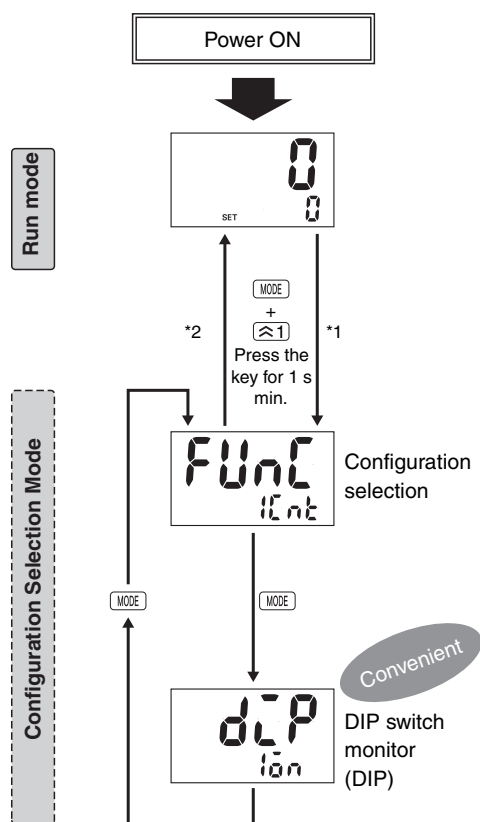 Power ON
Run mode
0
SET 0
MODE
+
1
*2
*1
Press the
key for 1 s
min.
Configuration Selection Mode
FUnC
1Cnt
Configuration
selection
MODE
MODE
Convenient
diP
1on
DIP switch
monitor
(DIP)